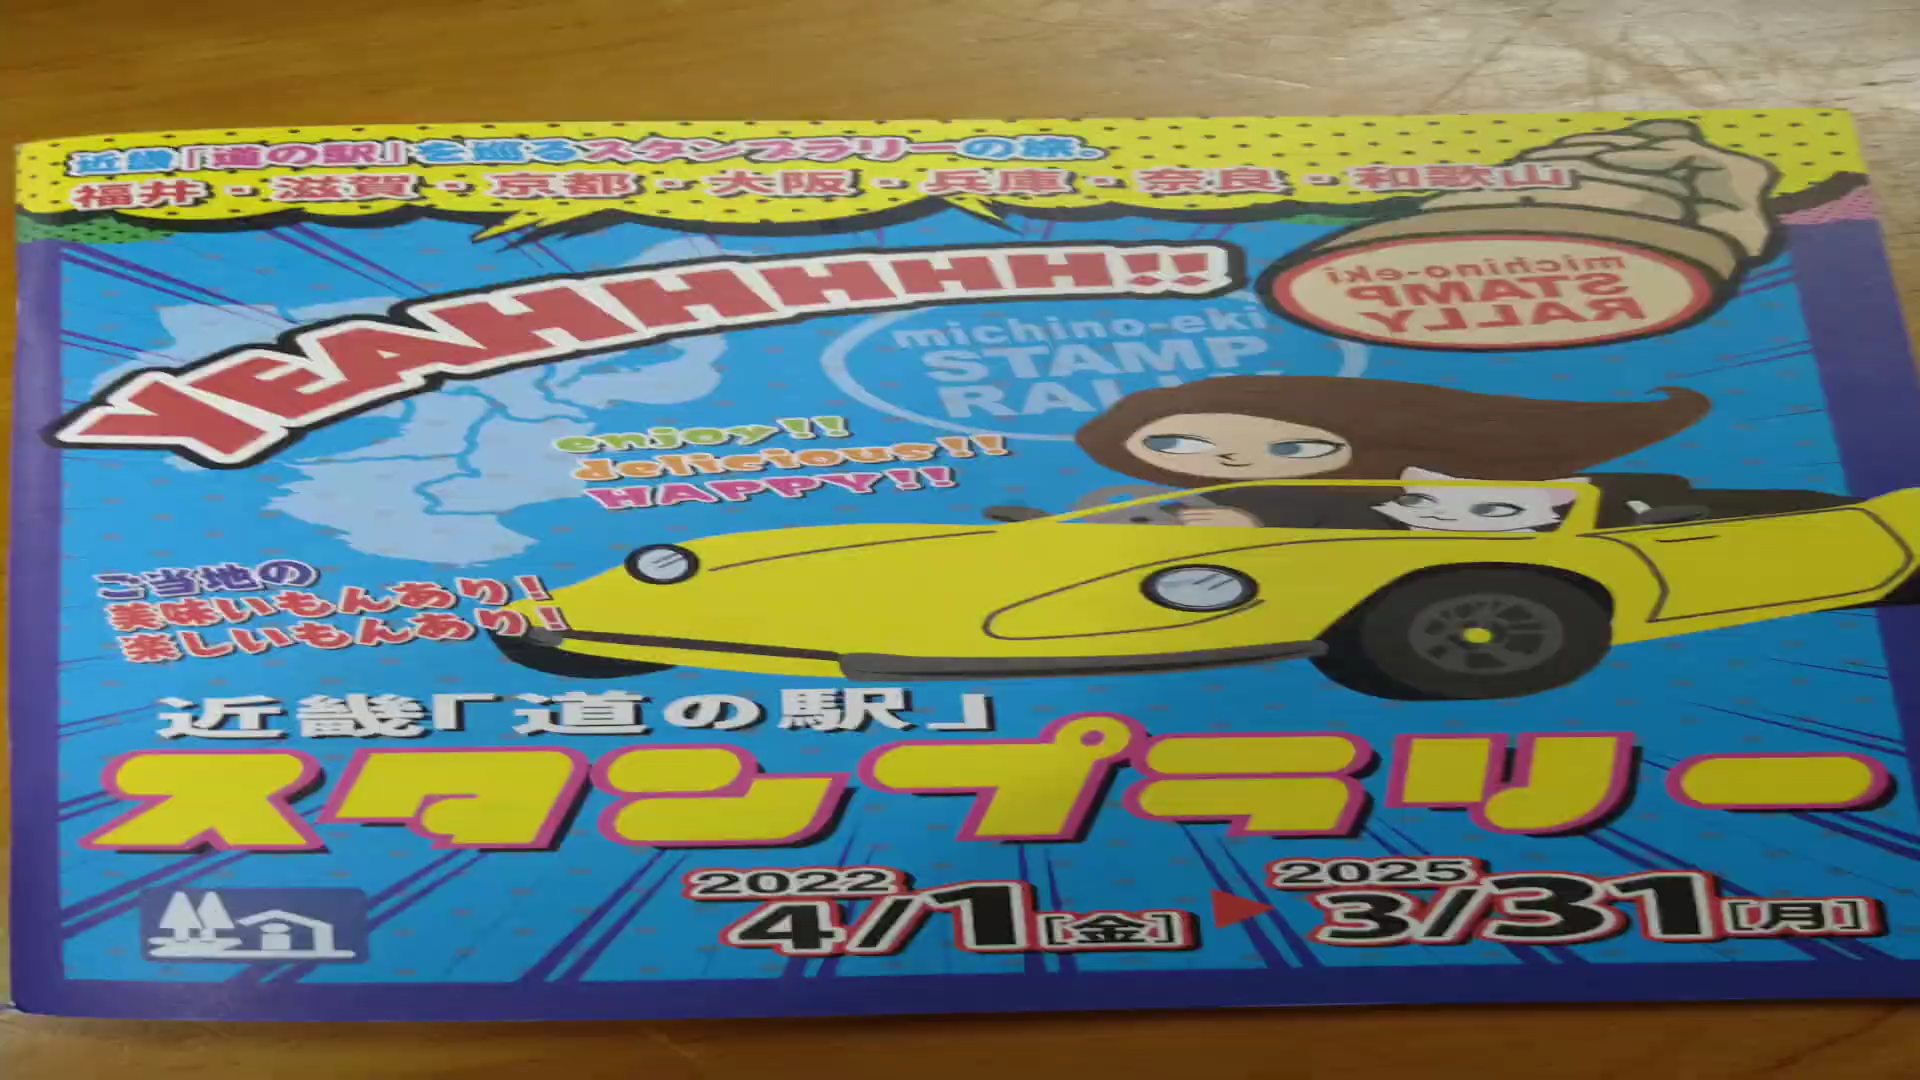 近畿「道の駅」を巡るスタンプラリーの旅。
福井・滋賀・京都・大阪・兵庫・奈良・和歌山
YEAHHHHH!!
michino-eki
STAMP
RALLY
michino-eki
STAMP
RAL
enjoy!!
delicious!!
HAPPY!!
ご当地の
美味いもんあり!
楽しいもんあり!
近畿「道の駅」
スタンプラリー
2022 4/1[金]▶2025 3/31[月]